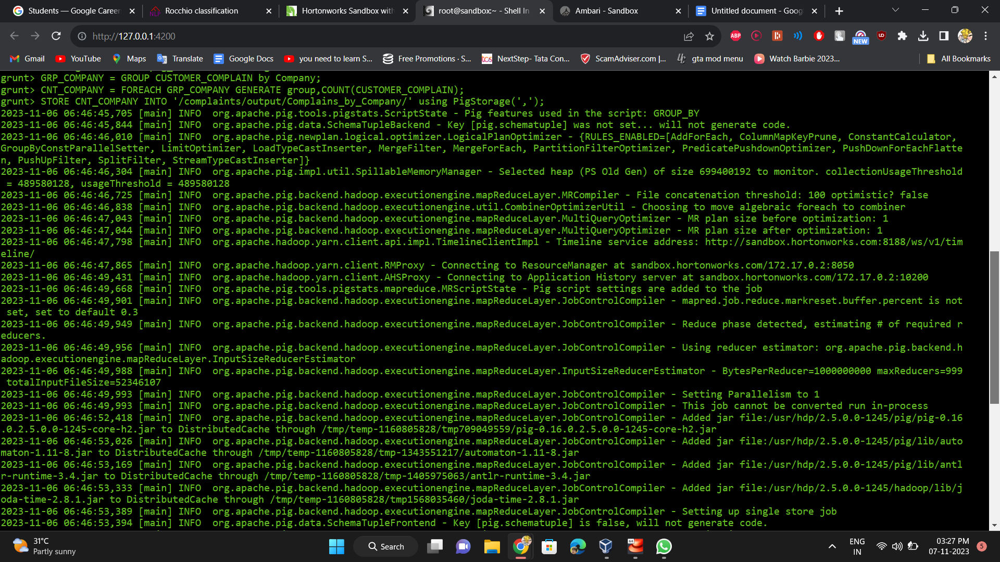 Students — Google Career
Rocchio classification
Hortonworks Sandbox with
root@sandbox:~ - Shell In
Ambari - Sandbox
Untitled document - Goog
http://127.0.0.1:4200
ABP
NEW
Gmail
YouTube
Maps
Translate
Google Docs
you need to learn S...
Free Promotions · S...
tcs
NextStep- Tata Con...
ScamAdviser.com |...
gta mod menu
Watch Barbie 2023...
All Bookmarks
grunt> GRP_COMPANY = GROUP CUSTOMER_COMPLAIN by Company;
grunt> CNT_COMPANY = FOREACH GRP_COMPANY GENERATE group,COUNT(CUSTOMER_COMPLAIN);
grunt> STORE CNT_COMPANY INTO '/complaints/output/Complains_by_Company/' using PigStorage(',');
2023-11-06 06:46:45,705 [main] INFO  org.apache.pig.tools.pigstats.ScriptState - Pig features used in the script: GROUP_BY
2023-11-06 06:46:45,844 [main] INFO  org.apache.pig.data.SchemaTupleBackend - Key [pig.schematuple] was not set... will not generate code.
2023-11-06 06:46:46,010 [main] INFO  org.apache.pig.newplan.logical.optimizer.LogicalPlanOptimizer - {RULES_ENABLED=[AddForEach, ColumnMapKeyPrune, ConstantCalculator,
GroupByConstParallelSetter, LimitOptimizer, LoadTypeCastInserter, MergeFilter, MergeForEach, PartitionFilterOptimizer, PredicatePushdownOptimizer, PushDownForEachFlatte
n, PushUpFilter, SplitFilter, StreamTypeCastInserter]}
2023-11-06 06:46:46,304 [main] INFO  org.apache.pig.impl.util.SpillableMemoryManager - Selected heap (PS Old Gen) of size 699400192 to monitor. collectionUsageThreshold
= 489580128, usageThreshold = 489580128
2023-11-06 06:46:46,725 [main] INFO  org.apache.pig.backend.hadoop.executionengine.mapReduceLayer.MRCompiler - File concatenation threshold: 100 optimistic? false
2023-11-06 06:46:46,838 [main] INFO  org.apache.pig.backend.hadoop.executionengine.util.CombinerOptimizerUtil - Choosing to move algebraic foreach to combiner
2023-11-06 06:46:47,043 [main] INFO  org.apache.pig.backend.hadoop.executionengine.mapReduceLayer.MultiQueryOptimizer - MR plan size before optimization: 1
2023-11-06 06:46:47,044 [main] INFO  org.apache.pig.backend.hadoop.executionengine.mapReduceLayer.MultiQueryOptimizer - MR plan size after optimization: 1
2023-11-06 06:46:47,798 [main] INFO  org.apache.hadoop.yarn.client.api.impl.TimelineClientImpl - Timeline service address: http://sandbox.hortonworks.com:8188/ws/v1/tim
eline/
2023-11-06 06:46:47,865 [main] INFO  org.apache.hadoop.yarn.client.RMProxy - Connecting to ResourceManager at sandbox.hortonworks.com/172.17.0.2:8050
2023-11-06 06:46:49,431 [main] INFO  org.apache.hadoop.yarn.client.AHSProxy - Connecting to Application History server at sandbox.hortonworks.com/172.17.0.2:10200
2023-11-06 06:46:49,668 [main] INFO  org.apache.pig.tools.pigstats.mapreduce.MRScriptState - Pig script settings are added to the job
2023-11-06 06:46:49,901 [main] INFO  org.apache.pig.backend.hadoop.executionengine.mapReduceLayer.JobControlCompiler - mapred.job.reduce.markreset.buffer.percent is not
set, set to default 0.3
2023-11-06 06:46:49,949 [main] INFO  org.apache.pig.backend.hadoop.executionengine.mapReduceLayer.JobControlCompiler - Reduce phase detected, estimating # of required r
educers.
2023-11-06 06:46:49,956 [main] INFO  org.apache.pig.backend.hadoop.executionengine.mapReduceLayer.JobControlCompiler - Using reducer estimator: org.apache.pig.backend.h
adoop.executionengine.mapReduceLayer.InputSizeReducerEstimator
2023-11-06 06:46:49,988 [main] INFO  org.apache.pig.backend.hadoop.executionengine.mapReduceLayer.InputSizeReducerEstimator - BytesPerReducer=1000000000 maxReducers=999
totalInputFileSize=52346107
2023-11-06 06:46:49,993 [main] INFO  org.apache.pig.backend.hadoop.executionengine.mapReduceLayer.JobControlCompiler - Setting Parallelism to 1
2023-11-06 06:46:49,993 [main] INFO  org.apache.pig.backend.hadoop.executionengine.mapReduceLayer.JobControlCompiler - This job cannot be converted run in-process
2023-11-06 06:46:52,418 [main] INFO  org.apache.pig.backend.hadoop.executionengine.mapReduceLayer.JobControlCompiler - Added jar file:/usr/hdp/2.5.0.0-1245/pig/pig-0.16
.0.2.5.0.0-1245-core-h2.jar to DistributedCache through /tmp/temp-1160805828/tmp709049559/pig-0.16.0.2.5.0.0-1245-core-h2.jar
2023-11-06 06:46:53,026 [main] INFO  org.apache.pig.backend.hadoop.executionengine.mapReduceLayer.JobControlCompiler - Added jar file:/usr/hdp/2.5.0.0-1245/pig/lib/auto
maton-1.11-8.jar to DistributedCache through /tmp/temp-1160805828/tmp-1343551217/automaton-1.11-8.jar
2023-11-06 06:46:53,169 [main] INFO  org.apache.pig.backend.hadoop.executionengine.mapReduceLayer.JobControlCompiler - Added jar file:/usr/hdp/2.5.0.0-1245/pig/lib/antl
r-runtime-3.4.jar to DistributedCache through /tmp/temp-1160805828/tmp-1405975063/antlr-runtime-3.4.jar
2023-11-06 06:46:53,333 [main] INFO  org.apache.pig.backend.hadoop.executionengine.mapReduceLayer.JobControlCompiler - Added jar file:/usr/hdp/2.5.0.0-1245/hadoop/lib/j
oda-time-2.8.1.jar to DistributedCache through /tmp/temp-1160805828/tmp1568035460/joda-time-2.8.1.jar
2023-11-06 06:46:53,389 [main] INFO  org.apache.pig.backend.hadoop.executionengine.mapReduceLayer.JobControlCompiler - Setting up single store job
2023-11-06 06:46:53,394 [main] INFO  org.apache.pig.data.SchemaTupleFrontend - Key [pig.schematuple] is false, will not generate code.
31°C
Partly sunny
Search
64
ENG
IN
03:27 PM
07-11-2023
5